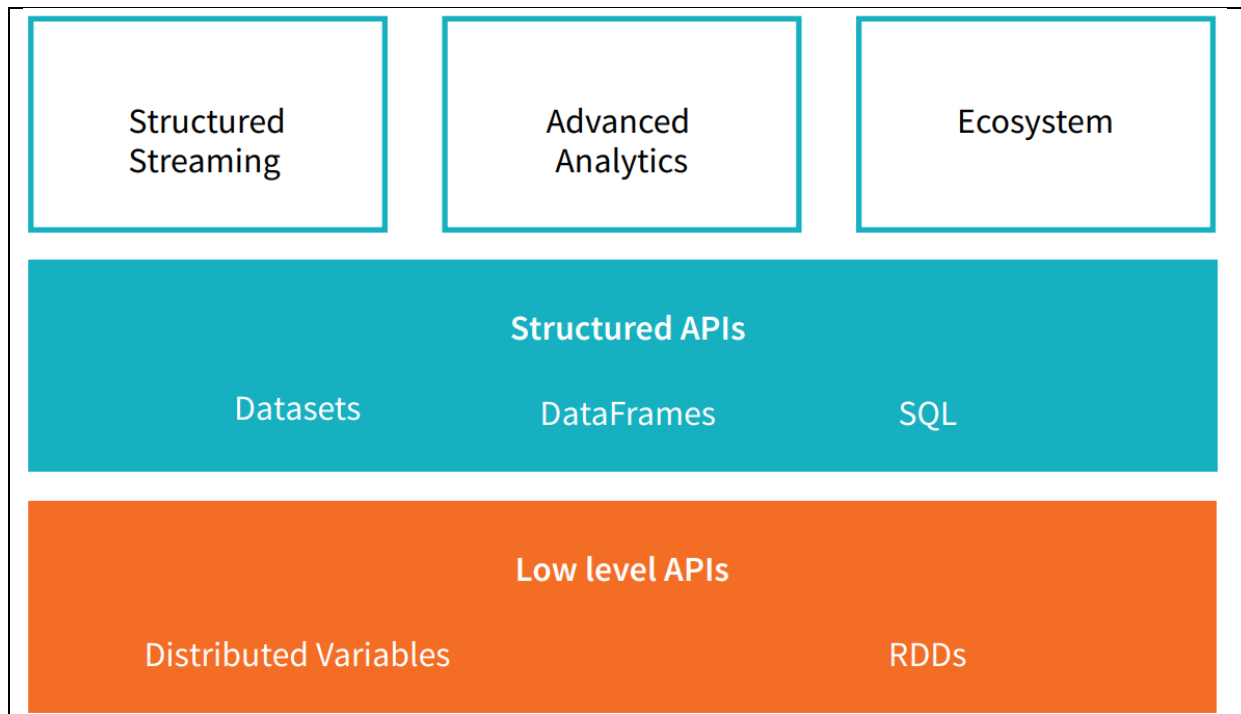 Structured
Streaming
Advanced
Analytics
Ecosystem
Structured APIs
Datasets
DataFrames
SQL
Low level APIs
Distributed Variables
RDDs